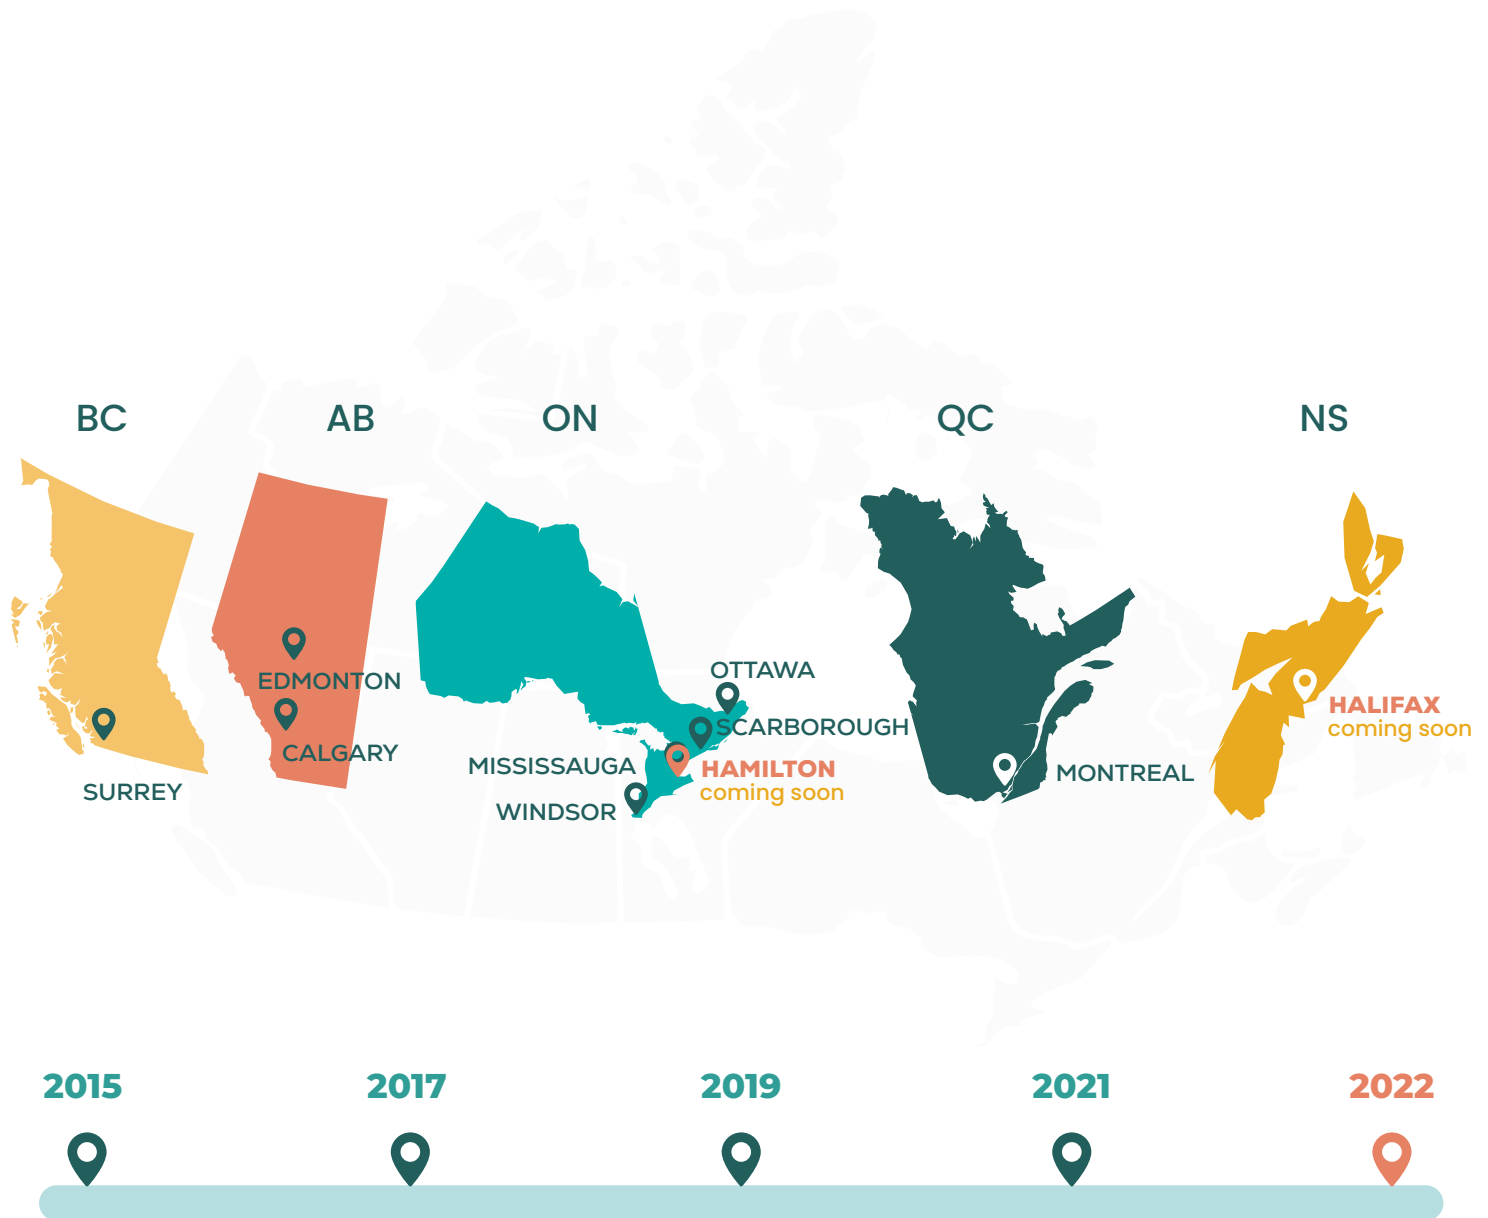 BC
AB
ON
QC
NS
EDMONTON
CALGARY
SURREY
OTTAWA
SCARBOROUGH
MISSISSAUGA
HAMILTON
coming soon
WINDSOR
MONTREAL
HALIFAX
coming soon
2015
2017
2019
2021
2022